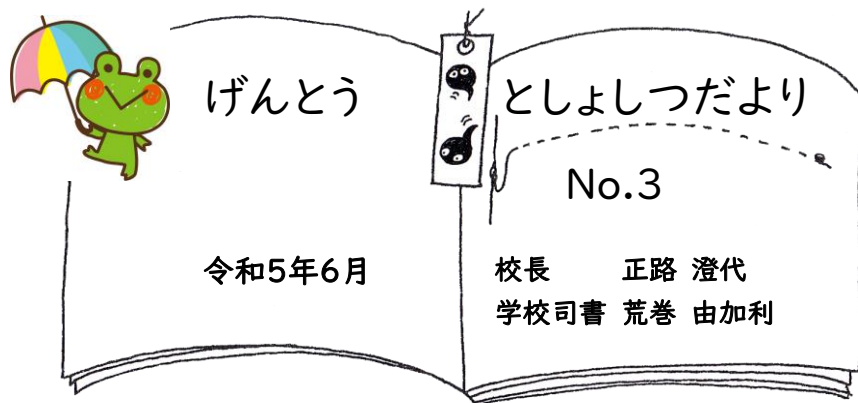 げんとう としょしつだより
No.3
令和5年6月
校長 正路 澄代
学校司書 荒巻 由加利